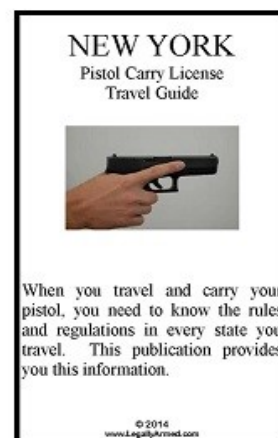 NEW YORK
Pistol Carry License
Travel Guide
When you travel and carry your
pistol, you need to know the rules
and regulations in every state you
travel. This publication provides
you this information.
© 2014
www.LegallyArmed.com